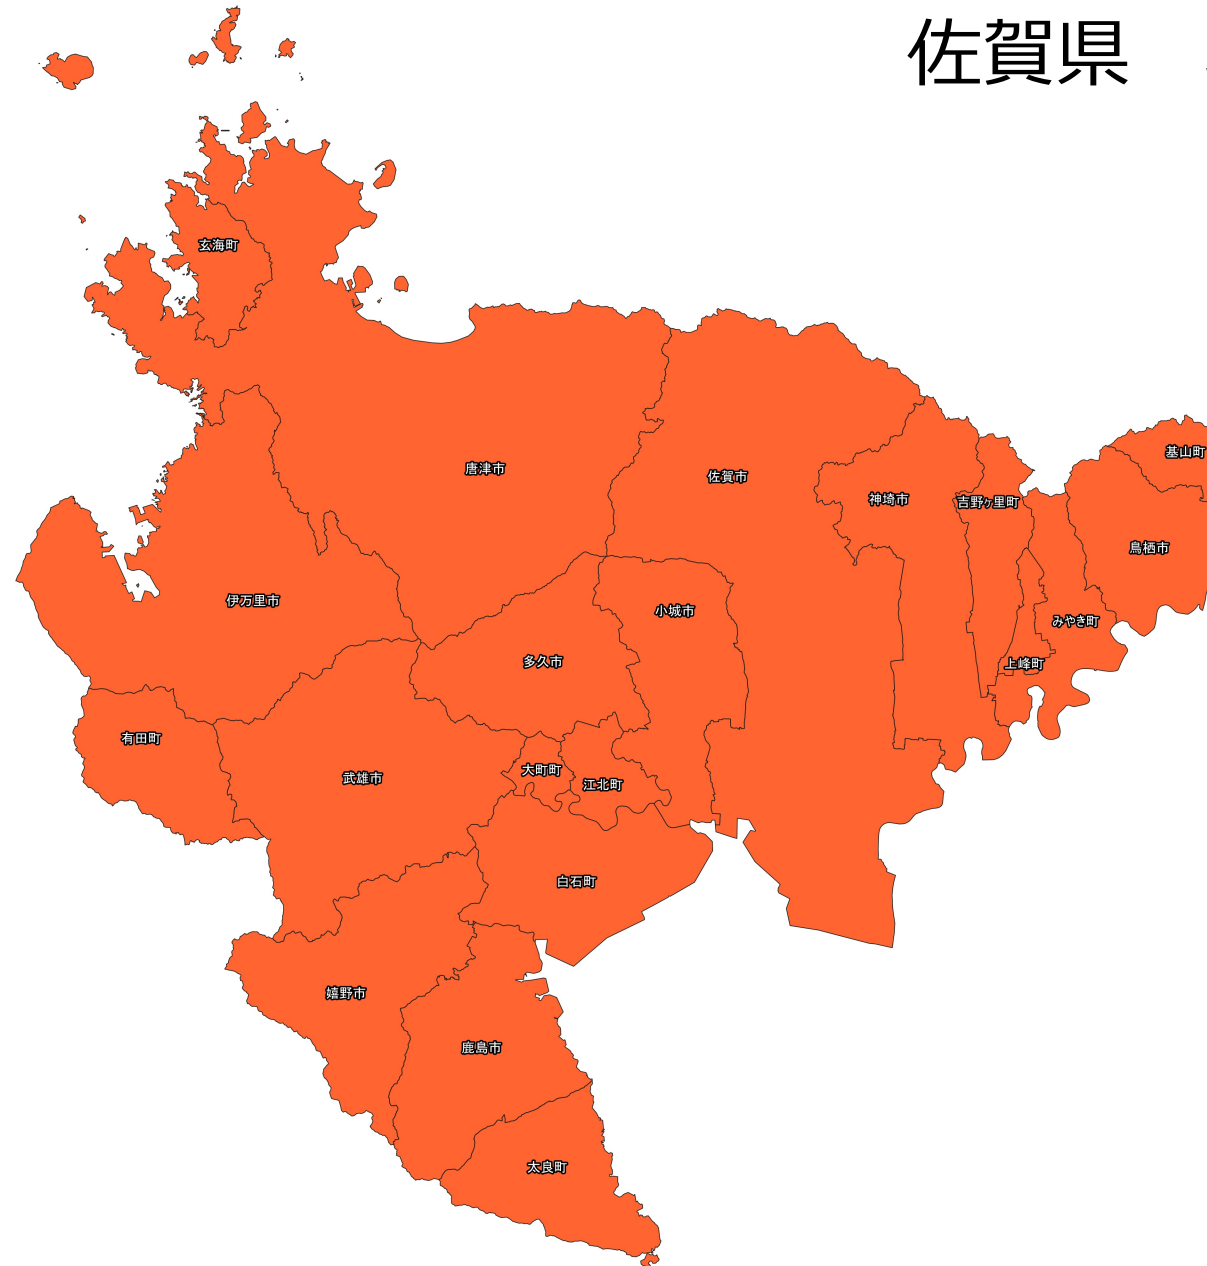 佐賀県
玄海町
基山町
唐津市
佐賀市
神埼市
吉野ヶ里町
鳥栖市
伊万里市
小城市
みやき町
多久市
上峰町
有田町
大町町
武雄市
江北町
白石町
嬉野市
鹿島市
太良町